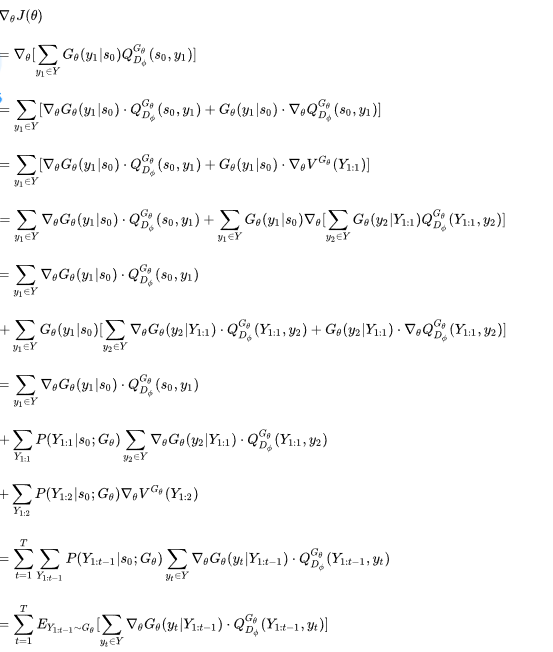 ∇_θ J(θ)
= ∇_θ[∑_{y_1∈Y} G_θ(y_1|s_0)Q_{D_ϕ}^{G_θ}(s_0, y_1)]
= ∑_{y_1∈Y}[∇_θ G_θ(y_1|s_0) · Q_{D_ϕ}^{G_θ}(s_0, y_1) + G_θ(y_1|s_0) · ∇_θ Q_{D_ϕ}^{G_θ}(s_0, y_1)]
= ∑_{y_1∈Y}[∇_θ G_θ(y_1|s_0) · Q_{D_ϕ}^{G_θ}(s_0, y_1) + G_θ(y_1|s_0) · ∇_θ V^{G_θ}(Y_{1:1})]
= ∑_{y_1∈Y} ∇_θ G_θ(y_1|s_0) · Q_{D_ϕ}^{G_θ}(s_0, y_1) + ∑_{y_1∈Y} G_θ(y_1|s_0)∇_θ[∑_{y_2∈Y} G_θ(y_2|Y_{1:1})Q_{D_ϕ}^{G_θ}(Y_{1:1}, y_2)]
= ∑_{y_1∈Y} ∇_θ G_θ(y_1|s_0) · Q_{D_ϕ}^{G_θ}(s_0, y_1)
+ ∑_{y_1∈Y} G_θ(y_1|s_0)[∑_{y_2∈Y} ∇_θ G_θ(y_2|Y_{1:1}) · Q_{D_ϕ}^{G_θ}(Y_{1:1}, y_2) + G_θ(y_2|Y_{1:1}) · ∇_θ Q_{D_ϕ}^{G_θ}(Y_{1:1}, y_2)]
= ∑_{y_1∈Y} ∇_θ G_θ(y_1|s_0) · Q_{D_ϕ}^{G_θ}(s_0, y_1)
+ ∑_{Y_{1:1}} P(Y_{1:1}|s_0; G_θ) ∑_{y_2∈Y} ∇_θ G_θ(y_2|Y_{1:1}) · Q_{D_ϕ}^{G_θ}(Y_{1:1}, y_2)
+ ∑_{Y_{1:2}} P(Y_{1:2}|s_0; G_θ)∇_θ V^{G_θ}(Y_{1:2})
= ∑_{t=1}^{T} ∑_{Y_{1:t−1}} P(Y_{1:t−1}|s_0; G_θ) ∑_{y_t∈Y} ∇_θ G_θ(y_t|Y_{1:t−1}) · Q_{D_ϕ}^{G_θ}(Y_{1:t−1}, y_t)
= ∑_{t=1}^{T} E_{Y_{1:t−1}∼G_θ}[∑_{y_t∈Y} ∇_θ G_θ(y_t|Y_{1:t−1}) · Q_{D_ϕ}^{G_θ}(Y_{1:t−1}, y_t)]